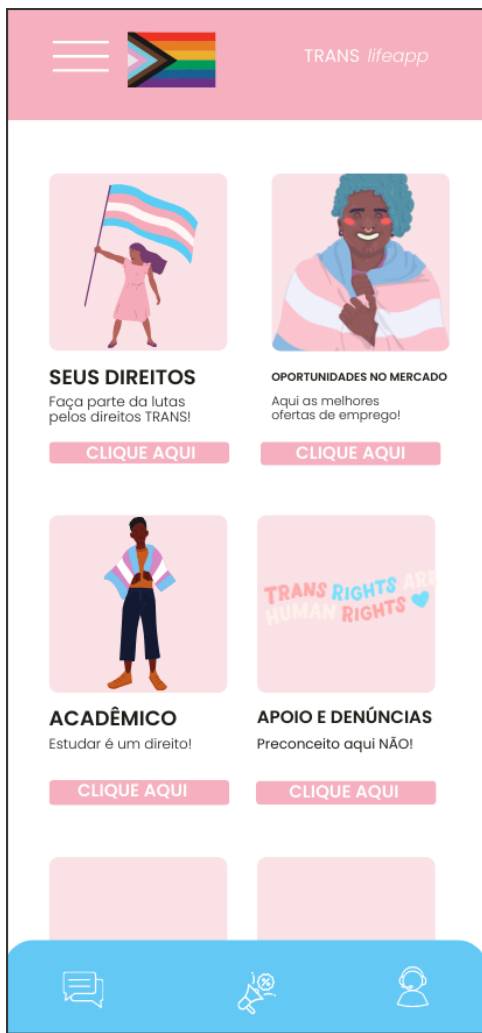 TRANS lifeapp
SEUS DIREITOS
Faça parte da lutas
pelos direitos TRANS!
CLIQUE AQUI
OPORTUNIDADES NO MERCADO
Aqui as melhores
ofertas de emprego!
CLIQUE AQUI
TRANS RIGHTS ARE
HUMAN RIGHTS
ACADÊMICO
Estudar é um direito!
CLIQUE AQUI
APOIO E DENÚNCIAS
Preconceito aqui NÃO!
CLIQUE AQUI